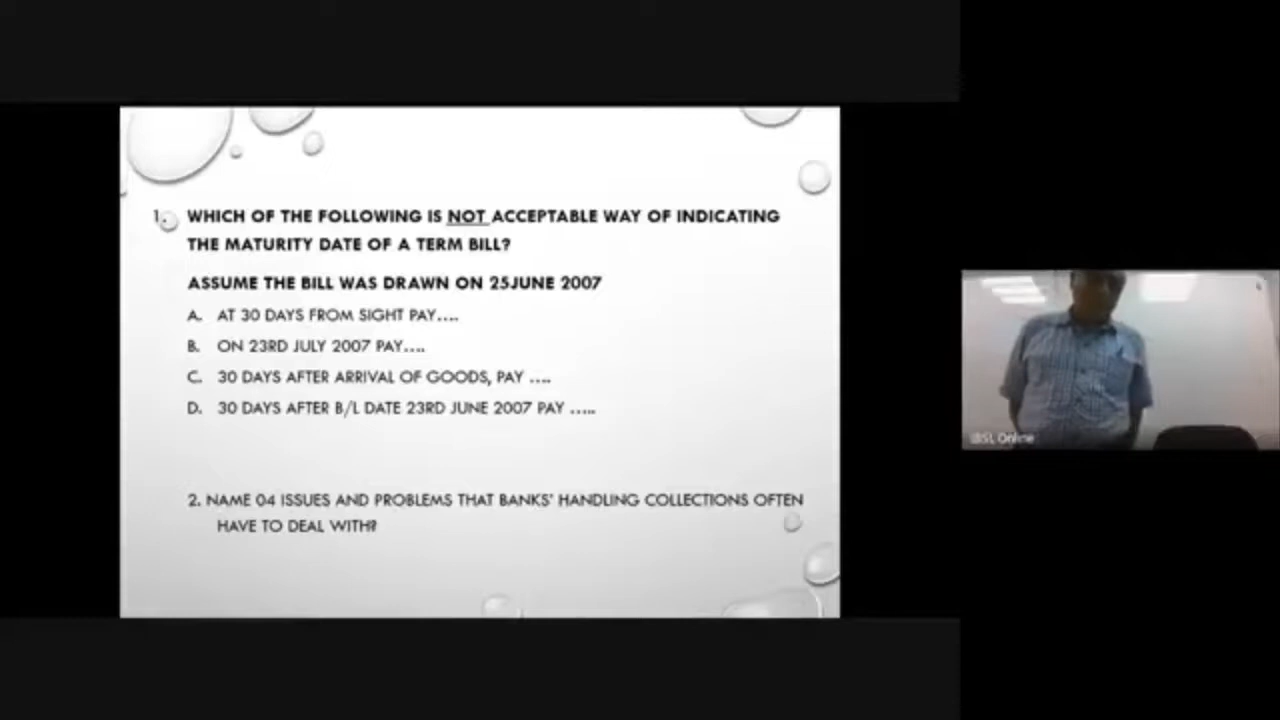 1. WHICH OF THE FOLLOWING IS NOT ACCEPTABLE WAY OF INDICATING
THE MATURITY DATE OF A TERM BILL?
ASSUME THE BILL WAS DRAWN ON 25JUNE 2007
A. AT 30 DAYS FROM SIGHT PAY....
B. ON 23RD JULY 2007 PAY....
C. 30 DAYS AFTER ARRIVAL OF GOODS, PAY ....
D. 30 DAYS AFTER B/L DATE 23RD JUNE 2007 PAY .....
2. NAME 04 ISSUES AND PROBLEMS THAT BANKS' HANDLING COLLECTIONS OFTEN
HAVE TO DEAL WITH?
IBSL Online